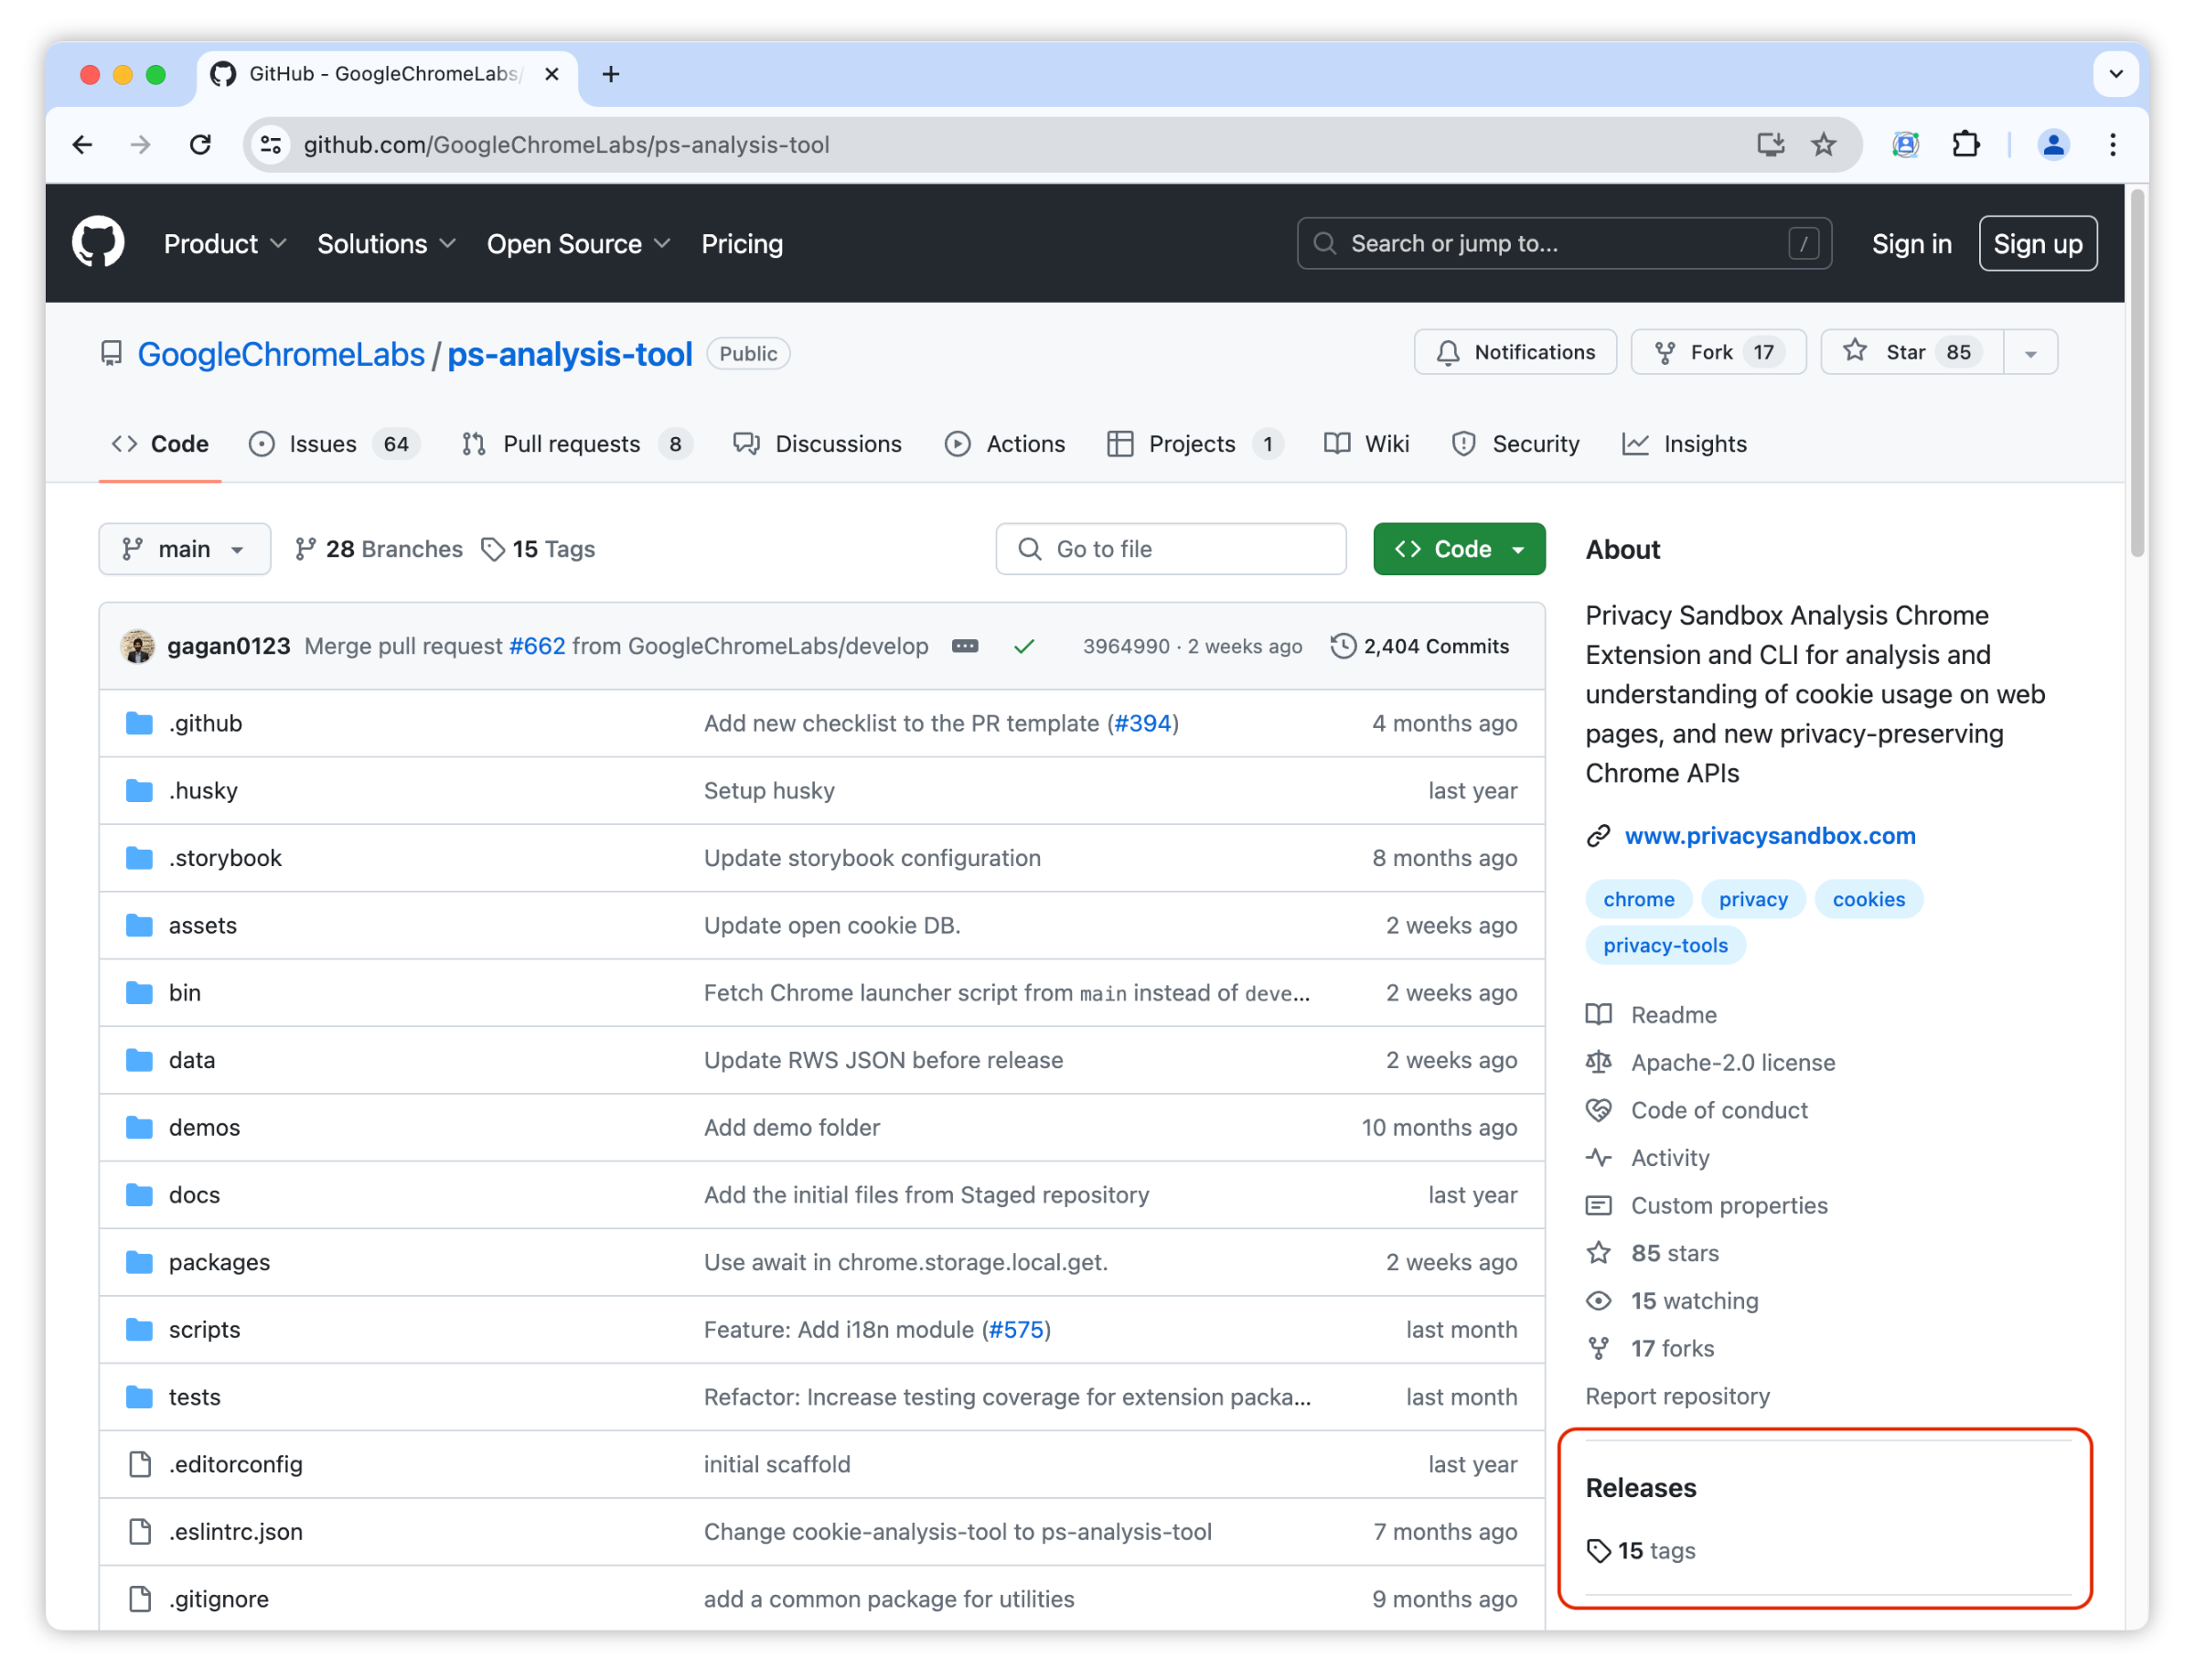 GitHub - GoogleChromeLabs/
github.com/GoogleChromeLabs/ps-analysis-tool
Product Solutions Open Source Pricing Search or jump to... / Sign in Sign up
GoogleChromeLabs / ps-analysis-tool Public Notifications Fork 17 Star 85
Code Issues 64 Pull requests 8 Discussions Actions Projects 1 Wiki Security Insights
main 28 Branches 15 Tags Go to file Code
gagan0123 Merge pull request #662 from GoogleChromeLabs/develop 3964990 · 2 weeks ago 2,404 Commits
.github Add new checklist to the PR template (#394) 4 months ago
.husky Setup husky last year
.storybook Update storybook configuration 8 months ago
assets Update open cookie DB. 2 weeks ago
bin Fetch Chrome launcher script from main instead of deve... 2 weeks ago
data Update RWS JSON before release 2 weeks ago
demos Add demo folder 10 months ago
docs Add the initial files from Staged repository last year
packages Use await in chrome.storage.local.get. 2 weeks ago
scripts Feature: Add i18n module (#575) last month
tests Refactor: Increase testing coverage for extension packa... last month
.editorconfig initial scaffold last year
.eslintrc.json Change cookie-analysis-tool to ps-analysis-tool 7 months ago
.gitignore add a common package for utilities 9 months ago
About
Privacy Sandbox Analysis Chrome
Extension and CLI for analysis and
understanding of cookie usage on web
pages, and new privacy-preserving
Chrome APIs
www.privacysandbox.com
chrome privacy cookies
privacy-tools
Readme
Apache-2.0 license
Code of conduct
Activity
Custom properties
85 stars
15 watching
17 forks
Report repository
Releases
15 tags